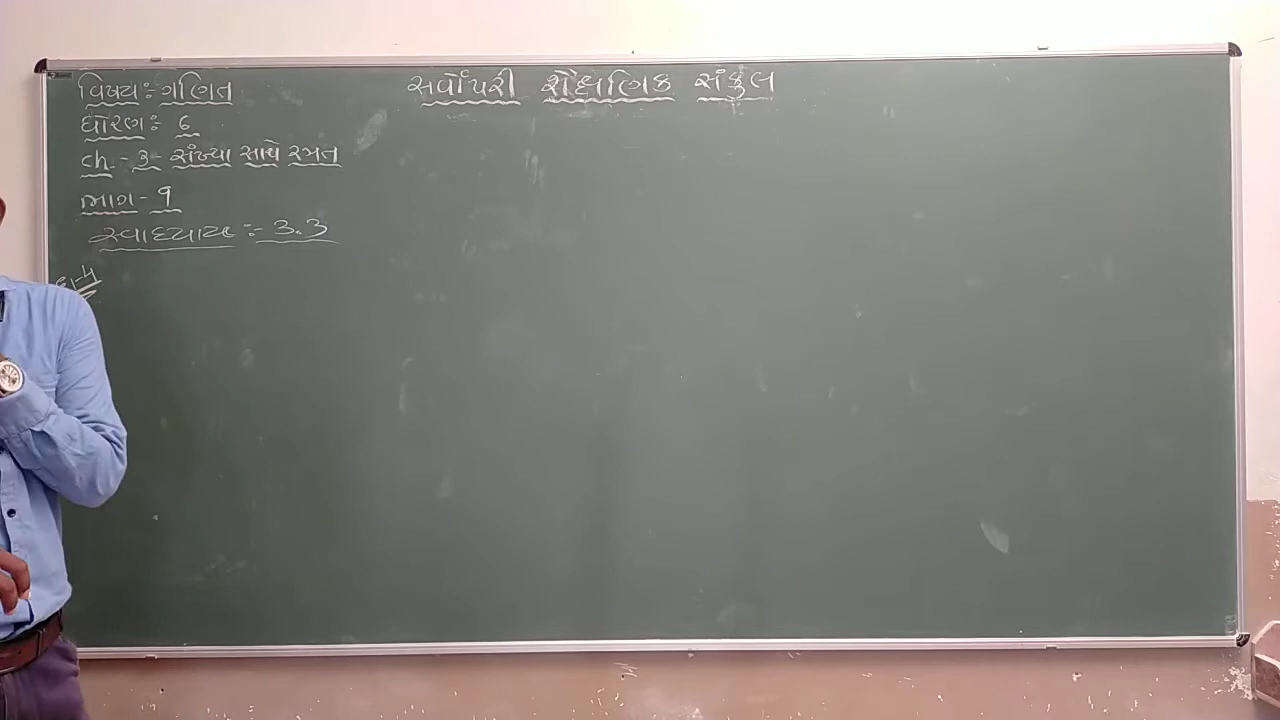 સર્વોપરી શૈક્ષણિક સંકુલ
વિષય:- ગણિત
ધોરણ:- 6
ch.- 3 - સંખ્યા સાથે રમત
ભાગ - 1
સ્વાધ્યાય :- 3.3